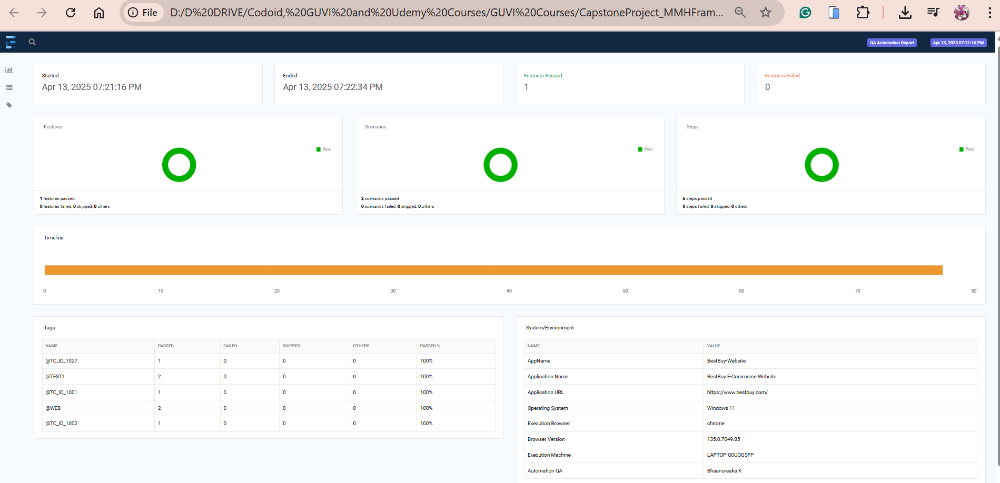 File D:/D%20DRIVE/Codoid,%20GUVI%20and%20Udemy%20Courses/GUVI%20Courses/CapstoneProject_MMHFram...
QA Automation Report Apr 13, 2025 07:21:16 PM
Started
Apr 13, 2025 07:21:16 PM
Ended
Apr 13, 2025 07:22:34 PM
Features Passed
1
Features Failed
0
Features
Pass
1 features passed
0 features failed, 0 skipped, 0 others
Scenarios
Pass
2 scenarios passed
0 scenarios failed, 0 skipped, 0 others
Steps
Pass
6 steps passed
0 steps failed, 0 skipped, 0 others
Timeline
0 10 20 30 40 50 60 70 80
Tags
NAME PASSED FAILED SKIPPED OTHERS PASSED %
@TC_ID_1027 1 0 0 0 100%
@TEST1 2 0 0 0 100%
@TC_ID_1001 1 0 0 0 100%
@WEB 2 0 0 0 100%
@TC_ID_1002 1 0 0 0 100%
System/Environment
NAME VALUE
AppName BestBuy-Website
Application Name BestBuy E-Commerce Website
Application URL https://www.bestbuy.com/
Operating System Windows 11
Execution Browser chrome
Browser Version 135.0.7049.85
Execution Machine LAPTOP-G0UQGSFP
Automation QA Bhaanureaka K